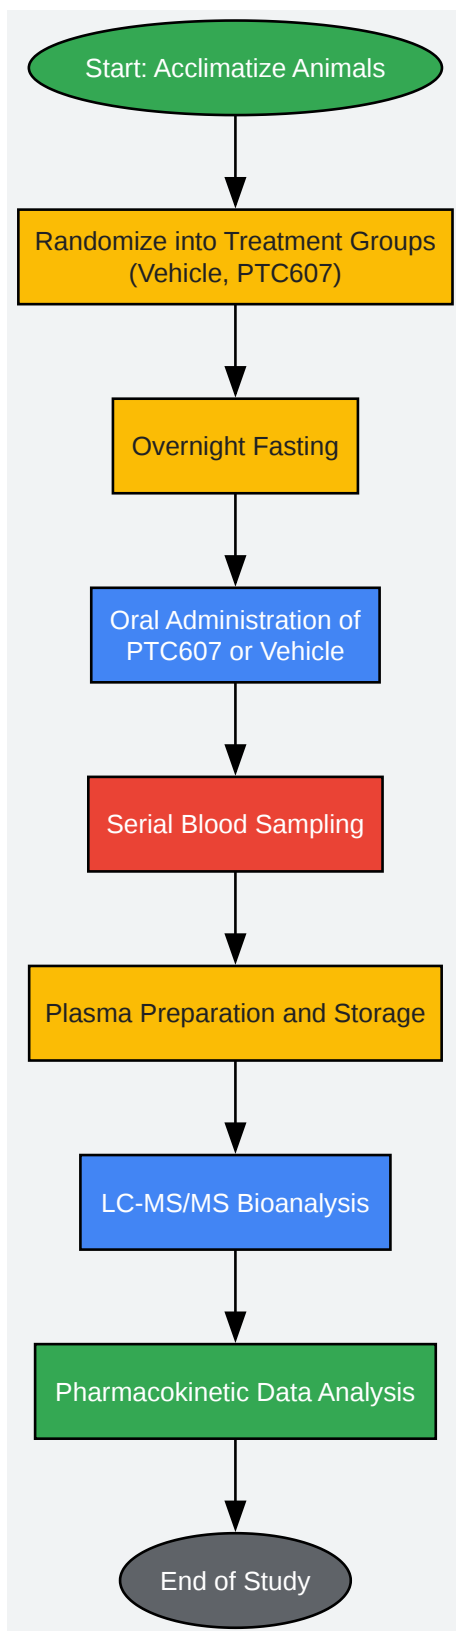 Start: Acclimatize Animals
Randomize into Treatment Groups
(Vehicle, PTC607)
Overnight Fasting
Oral Administration of
PTC607 or Vehicle
Serial Blood Sampling
Plasma Preparation and Storage
LC-MS/MS Bioanalysis
Pharmacokinetic Data Analysis
End of Study